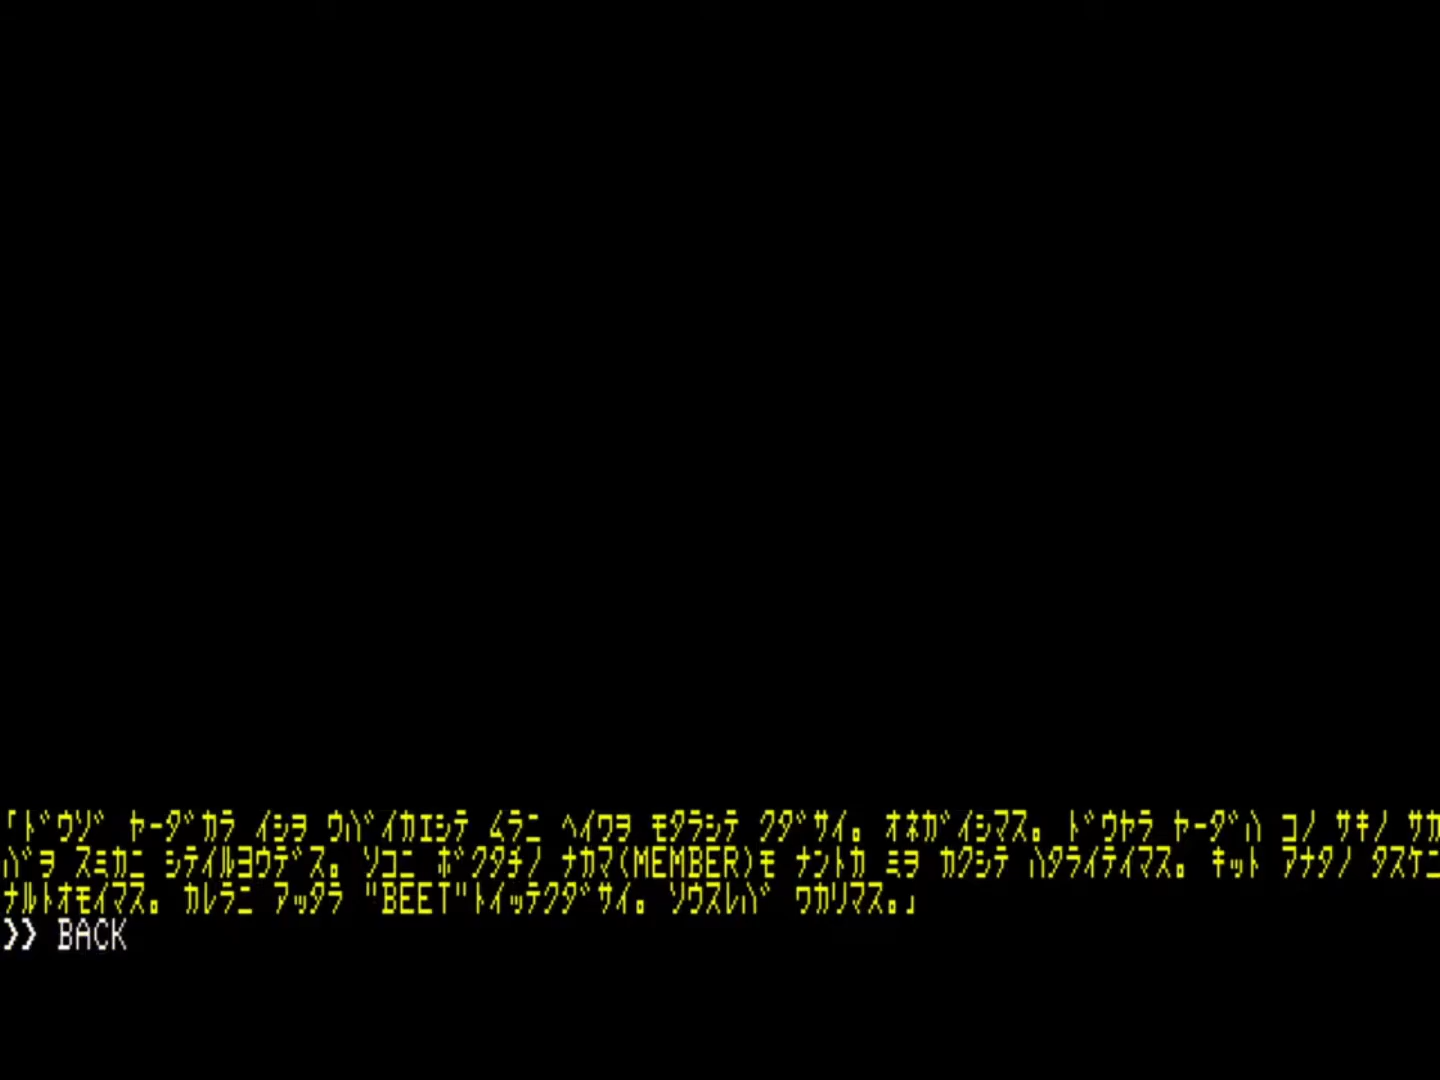 ｢ﾄﾞｳｿﾞ ﾔｰﾀﾞｶﾗ ｲｼｦ ｳﾊﾞｲｶｴｼﾃ ﾑﾗﾆ ﾍｲﾜｦ ﾓﾀﾗｼﾃ ｸﾀﾞｻｲ｡ ｵﾈｶﾞｲｼﾏｽ｡ ﾄﾞｳﾔﾗ ﾔｰﾀﾞﾊ ｺﾉ ｻｷﾉ ｻｶ
ﾊﾞｦ ｽﾐｶﾆ ｼﾃｲﾙﾖｳﾃﾞｽ｡ ｿｺﾆ ﾎﾞｸﾀﾁﾉ ﾅｶﾏ(MEMBER)ﾓ ﾅﾝﾄｶ ﾐｦ ｶｸｼﾃ ﾊﾀﾗｲﾃｲﾏｽ｡ ｷｯﾄ ｱﾅﾀﾉ ﾀｽｹﾆ
ﾅﾙﾄｵﾓｲﾏｽ｡ ｶﾚﾗﾆ ｱｯﾀﾗ "BEET"ﾄｲｯﾃｸﾀﾞｻｲ｡ ｿｳｽﾚﾊﾞ ﾜｶﾘﾏｽ｡｣
>> BACK